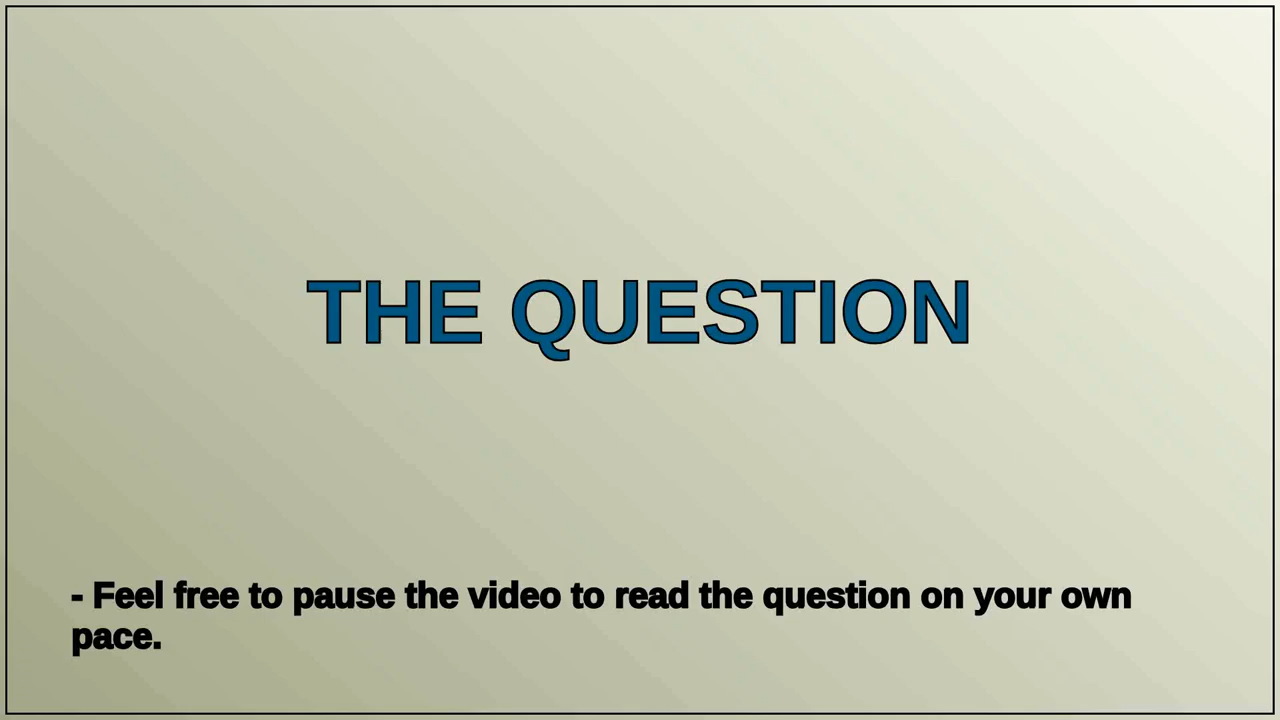 THE QUESTION
- Feel free to pause the video to read the question on your own
pace.